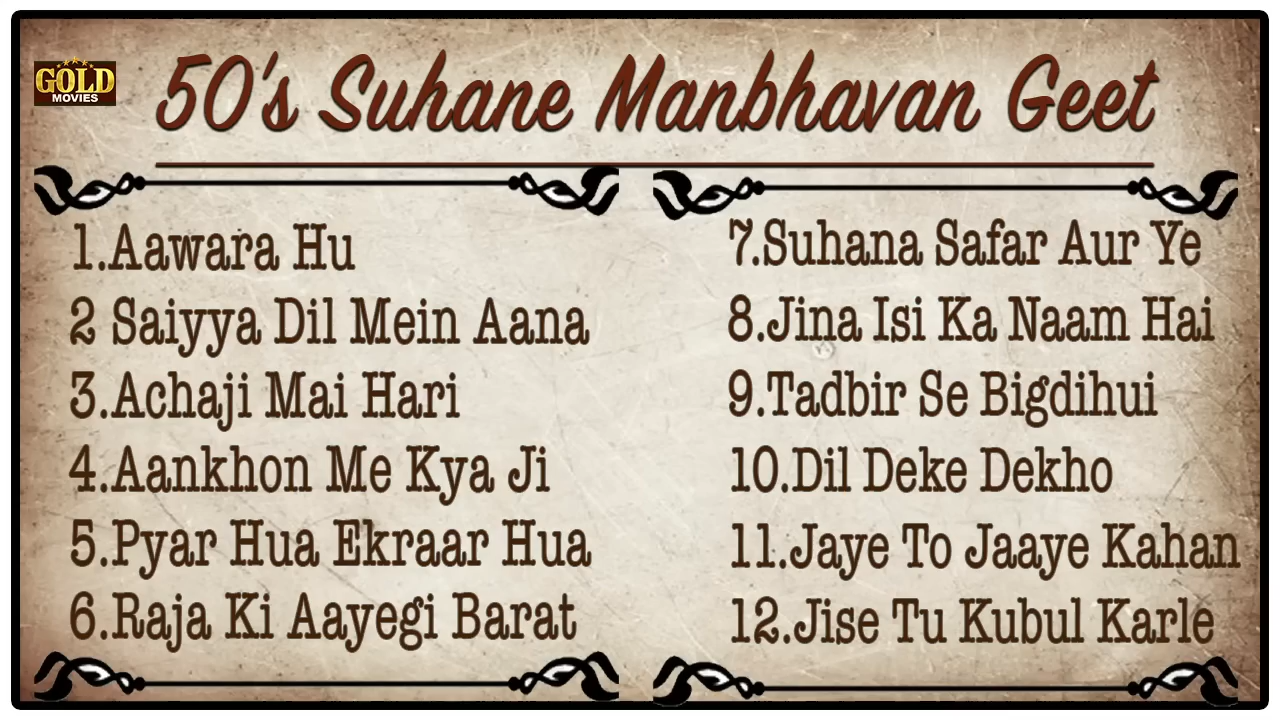 GOLD
MOVIES
50's Suhane Manbhavan Geet
1.Aawara Hu
2 Saiyya Dil Mein Aana
3.Achaji Mai Hari
4.Aankhon Me Kya Ji
5.Pyar Hua Ekraar Hua
6.Raja Ki Aayegi Barat
7.Suhana Safar Aur Ye
8.Jina Isi Ka Naam Hai
9.Tadbir Se Bigdihui
10.Dil Deke Dekho
11.Jaye To Jaaye Kahan
12.Jise Tu Kubul Karle